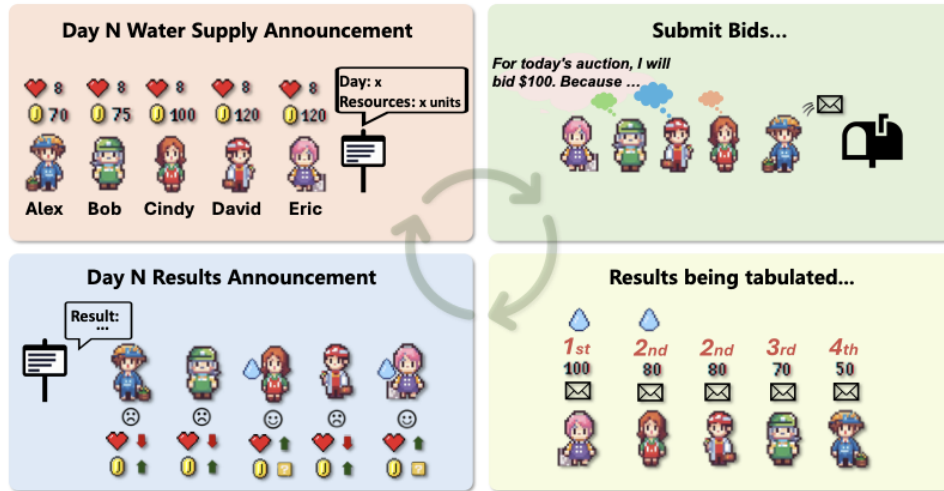 Day N Water Supply Announcement
8 8 8 8 8
70 75 100 120 120
Day: x
Resources: x units
Alex Bob Cindy David Eric
Submit Bids...
For today's auction, I will
bid $100. Because ...
Day N Results Announcement
Result:
...
Results being tabulated...
1st 2nd 2nd 3rd 4th
100 80 80 70 50
? ?